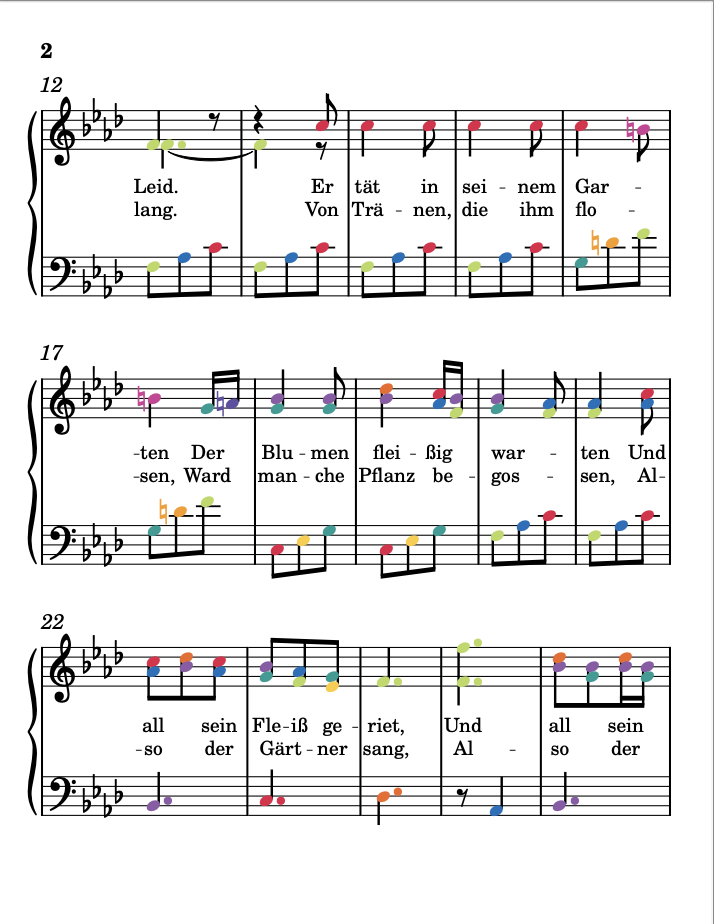 2
12
Leid. Er tät in sei - nem Gar -
lang. Von Trä - nen, die ihm flo -
17
- ten Der Blu - men flei - ßig war - ten Und
- sen, Ward man - che Pflanz be - gos - sen, Al -
22
all sein Fle - iß ge - riet, Und all sein
- so der Gärt - ner sang, Al - so der